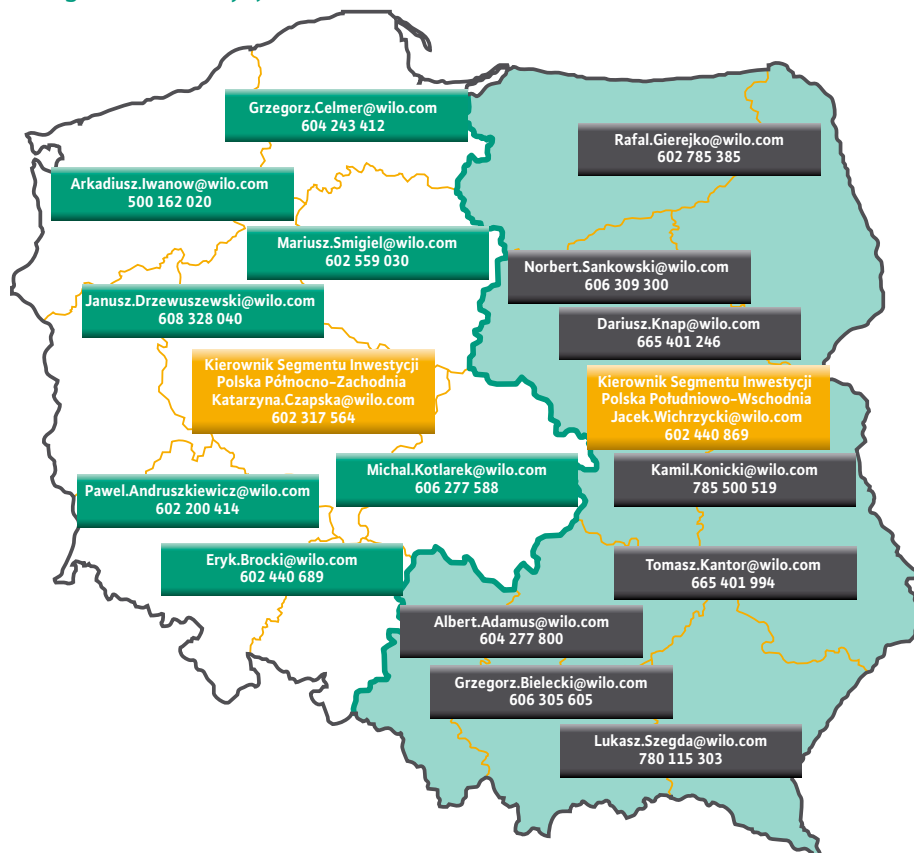 Grzegorz.Celmer@wilo.com
604 243 412
Rafal.Gierejko@wilo.com
602 785 385
Arkadiusz.Iwanow@wilo.com
500 162 020
Mariusz.Smigiel@wilo.com
602 559 030
Norbert.Sankowski@wilo.com
606 309 300
Janusz.Drzewuszewski@wilo.com
608 328 040
Dariusz.Knap@wilo.com
665 401 246
Kierownik Segmentu Inwestycji
Polska Północno-Zachodnia
Katarzyna.Czapska@wilo.com
602 317 564
Kierownik Segmentu Inwestycji
Polska Południowo-Wschodnia
Jacek.Wichrzycki@wilo.com
602 440 869
Michal.Kotlarek@wilo.com
606 277 588
Kamil.Konicki@wilo.com
785 500 519
Pawel.Andruszkiewicz@wilo.com
602 200 414
Eryk.Brocki@wilo.com
602 440 689
Tomasz.Kantor@wilo.com
665 401 994
Albert.Adamus@wilo.com
604 277 800
Grzegorz.Bielecki@wilo.com
606 305 605
Lukasz.Szegda@wilo.com
780 115 303